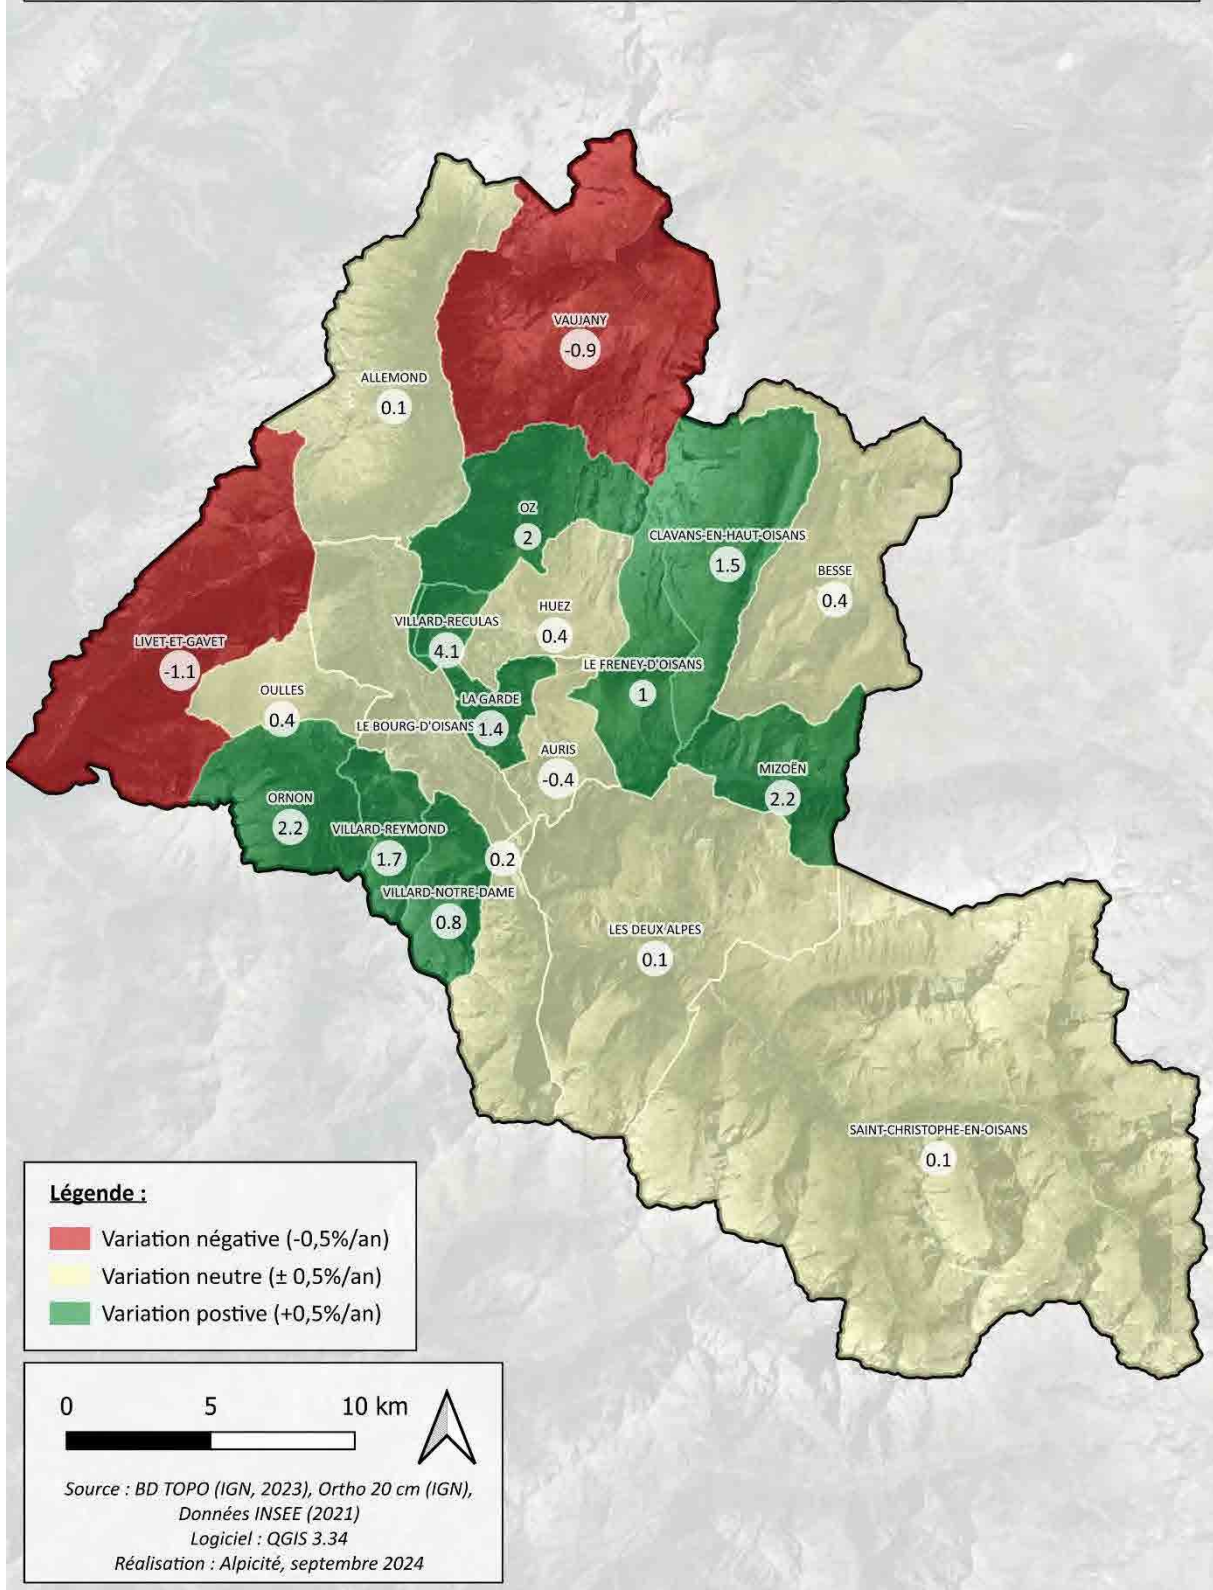 VAUJANY
-0.9
ALLEMOND
0.1
OZ
2
CLAVANS-EN-HAUT-OISANS
1.5
BESSE
0.4
HUEZ
0.4
VILLARD-RECULAS
4.1
LIVET-ET-GAVET
-1.1
LE FRENEY-D'OISANS
1
OULLES
0.4
LA GARDE
1.4
LE BOURG-D'OISANS
AURIS
-0.4
MIZOËN
2.2
ORNON
2.2
VILLARD-REYMOND
1.7
0.2
VILLARD-NOTRE-DAME
0.8
LES DEUX ALPES
0.1
SAINT-CHRISTOPHE-EN-OISANS
0.1
Légende :
Variation négative (-0,5%/an)
Variation neutre (± 0,5%/an)
Variation postive (+0,5%/an)
0 5 10 km
Source : BD TOPO (IGN, 2023), Ortho 20 cm (IGN),
Données INSEE (2021)
Logiciel : QGIS 3.34
Réalisation : Alpicité, septembre 2024